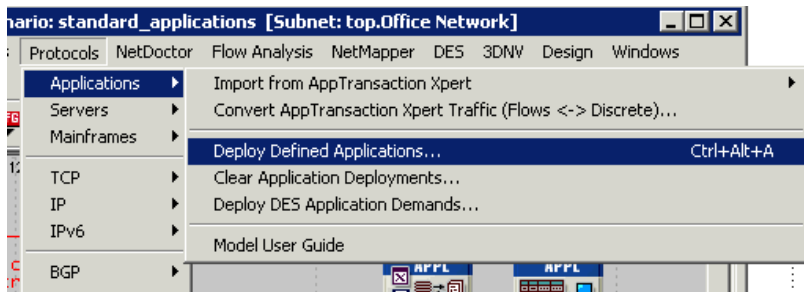 nario: standard_applications [Subnet: top.Office Network]
Protocols NetDoctor Flow Analysis NetMapper DES 3DNV Design Windows
Applications
Import from AppTransaction Xpert
Servers
Convert AppTransaction Xpert Traffic (Flows <-> Discrete)...
Mainframes
Deploy Defined Applications... Ctrl+Alt+A
TCP
Clear Application Deployments...
IP
Deploy DES Application Demands...
IPv6
Model User Guide
BGP
APPL APPL